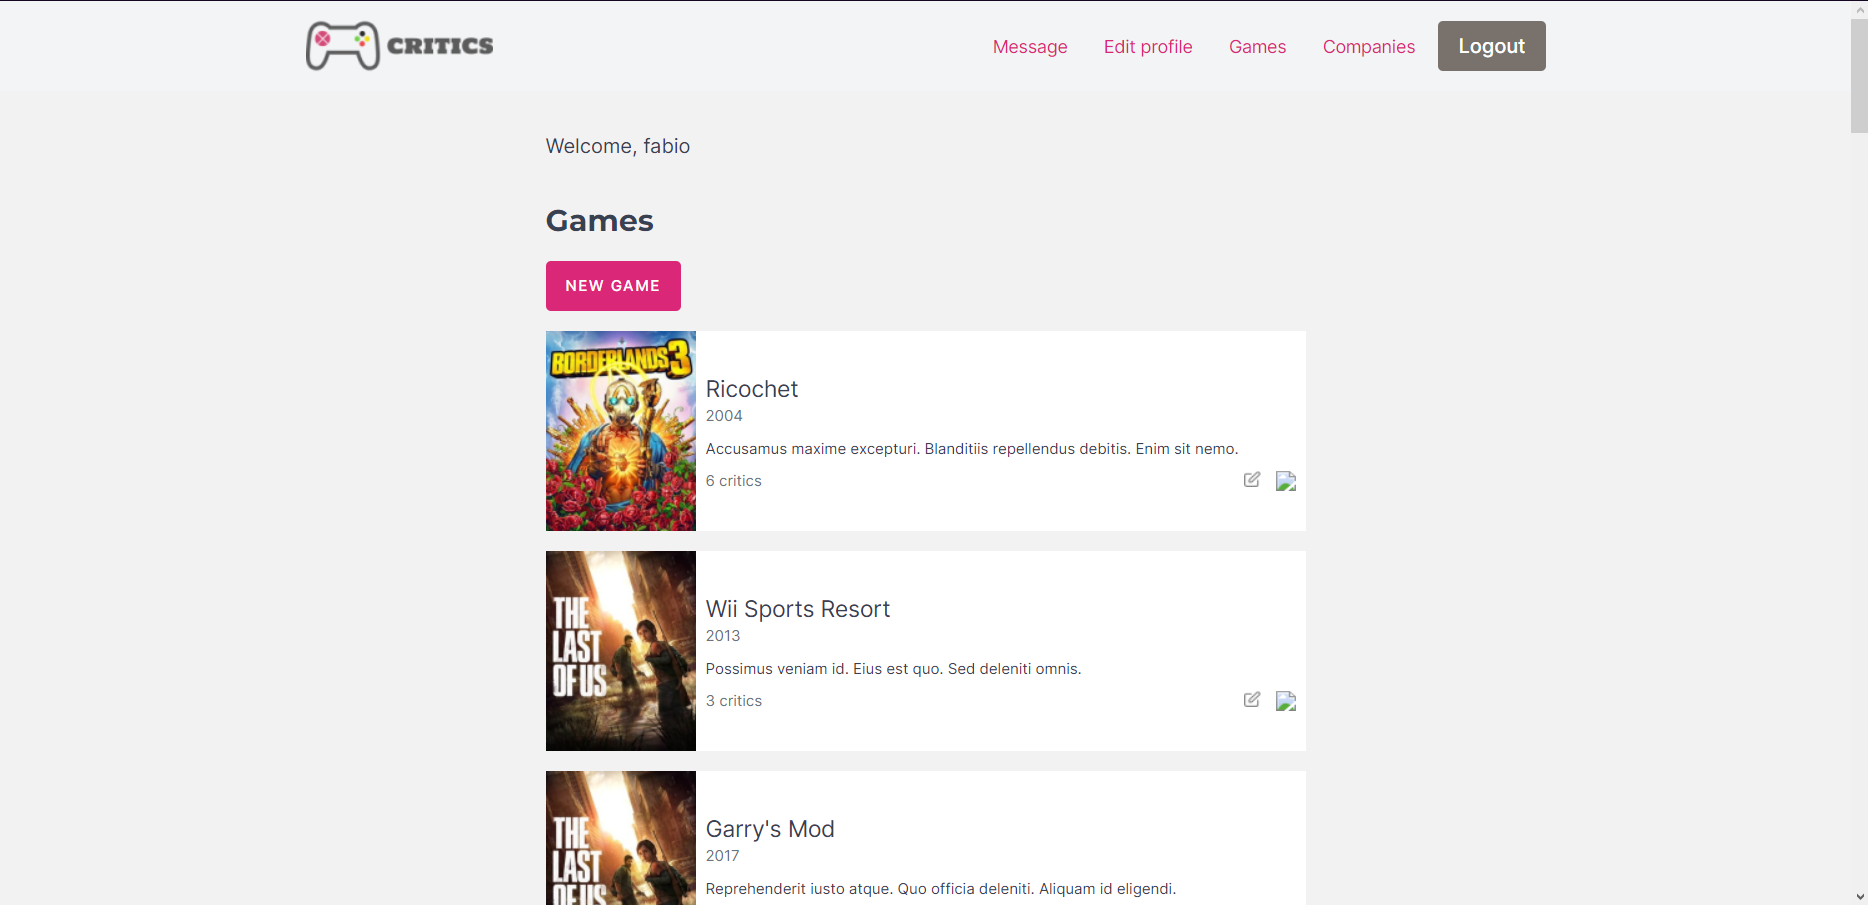 CRITICS
Message Edit profile Games Companies Logout
Welcome, fabio
Games
NEW GAME
BORDERLANDS 3
Ricochet
2004
Accusamus maxime excepturi. Blanditiis repellendus debitis. Enim sit nemo.
6 critics
THE
LAST
OF US
Wii Sports Resort
2013
Possimus veniam id. Eius est quo. Sed deleniti omnis.
3 critics
THE
LAST
OF US
Garry's Mod
2017
Reprehenderit iusto atque. Quo officia deleniti. Aliquam id eligendi.